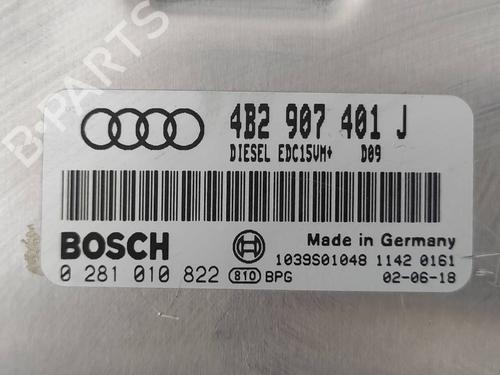 B-PARTS
4B2 907 401 J
DIESEL EDC15VM+ D09
BOSCH
Made in Germany
1039S01048 1142 0161
0 281 010 822 810 BPG 02-06-18